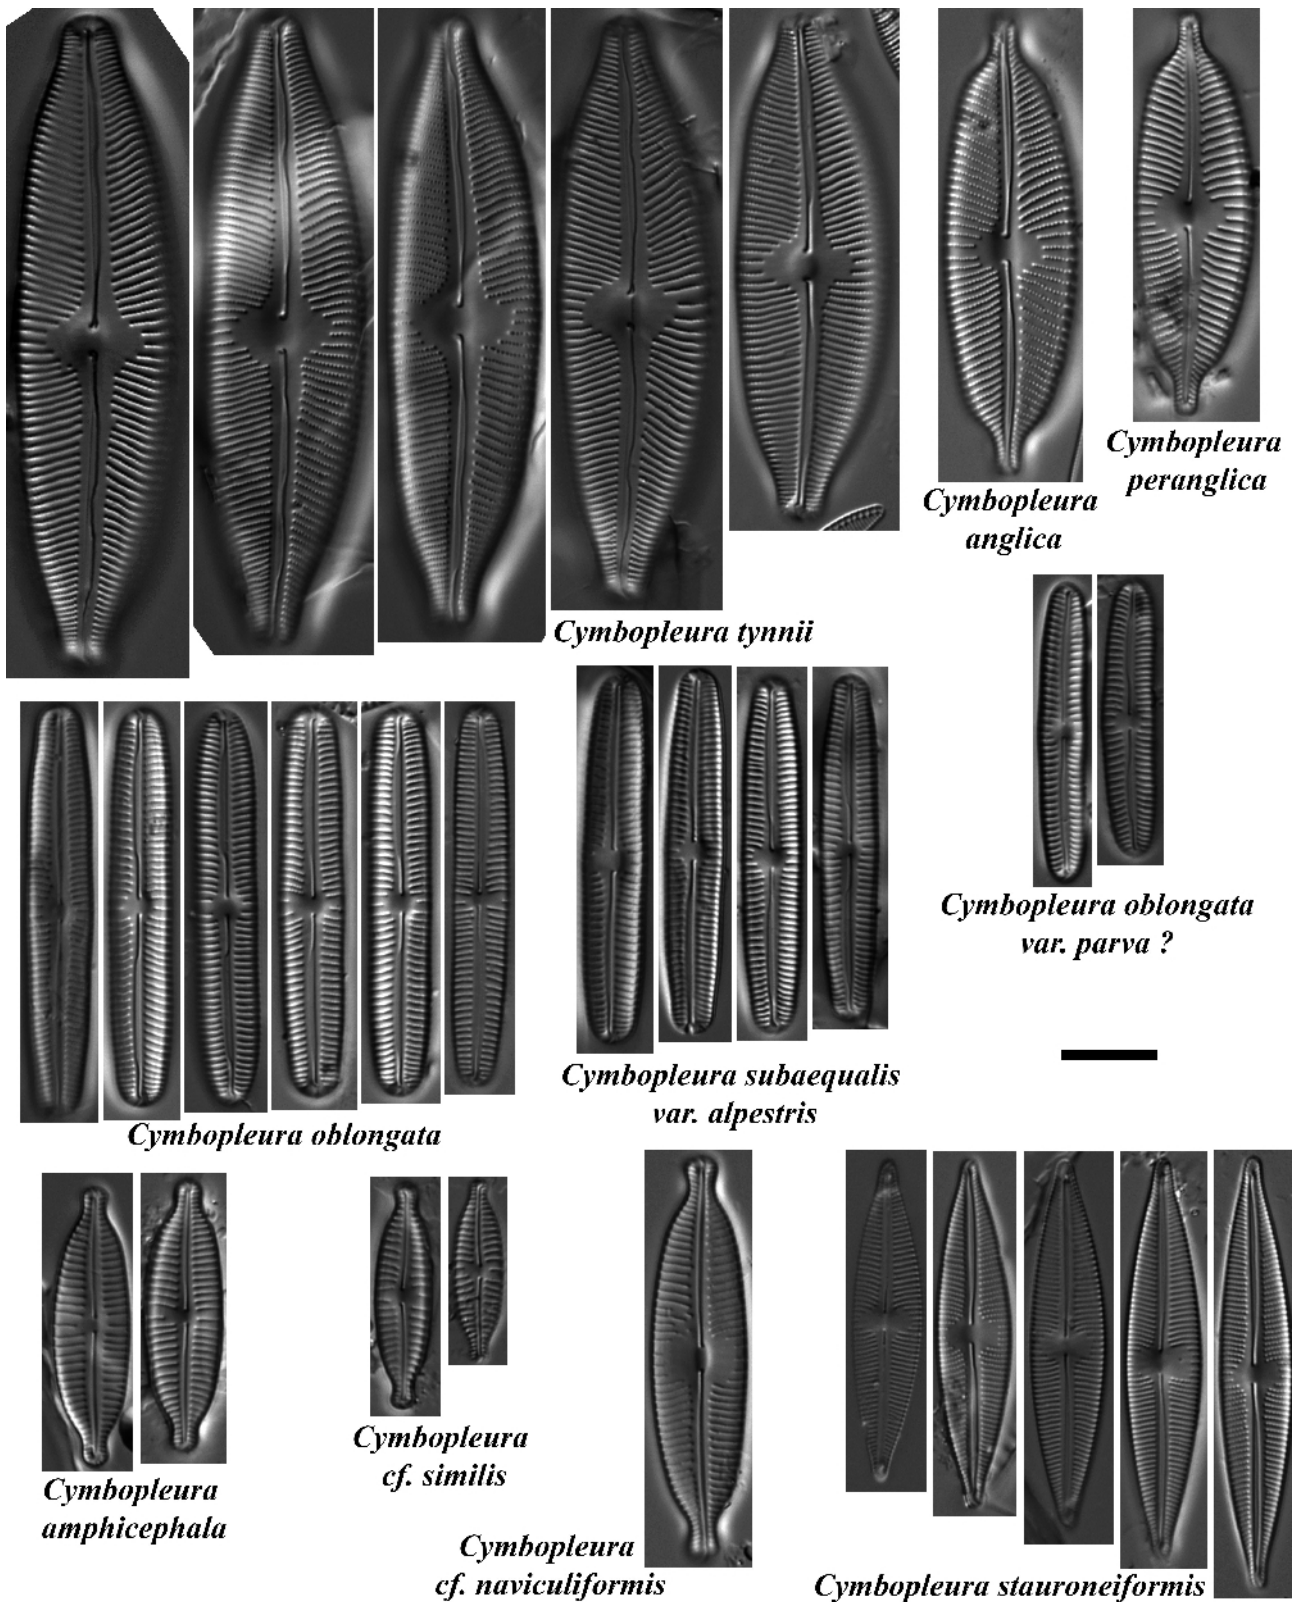 Cymbopleura
peranglica
Cymbopleura
anglica
Cymbopleura tynnii
Cymbopleura oblongata
var. parva ?
Cymbopleura subaequalis
var. alpestris
Cymbopleura oblongata
Cymbopleura
cf. similis
Cymbopleura
amphicephala
Cymbopleura
cf. naviculiformis
Cymbopleura stauroneiformis